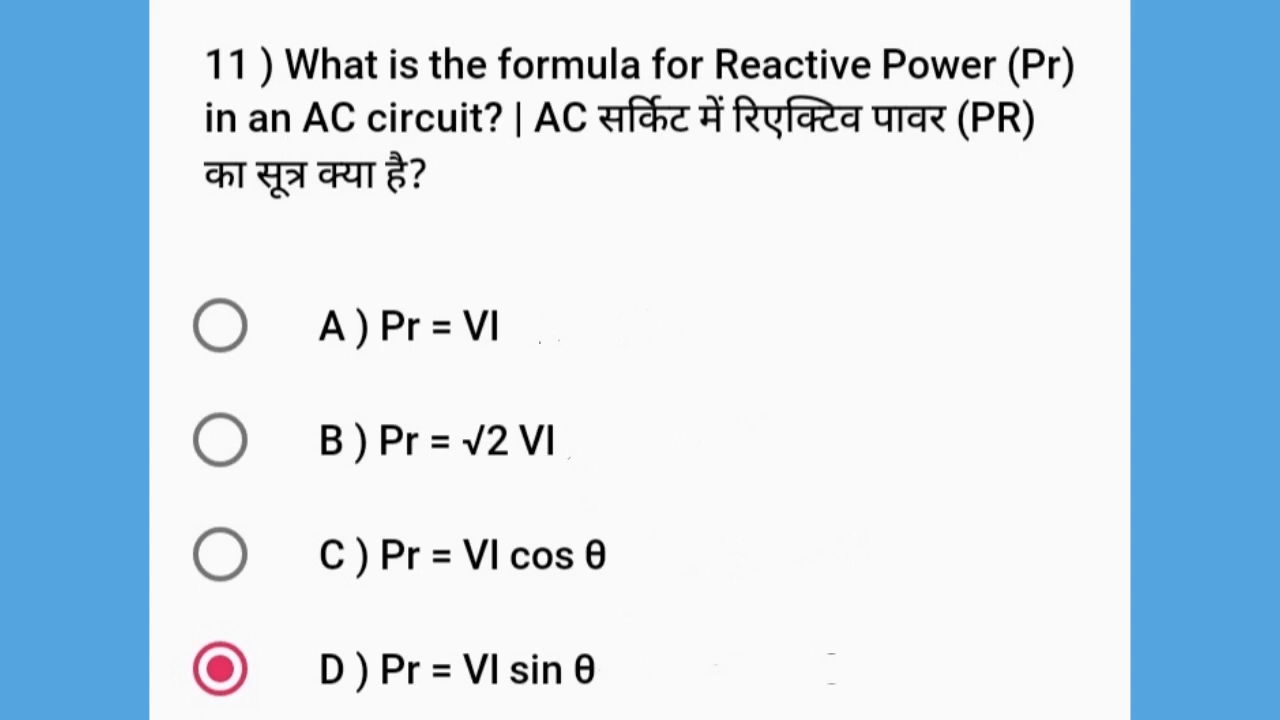 11 ) What is the formula for Reactive Power (Pr)
in an AC circuit? | AC सर्किट में रिएक्टिव पावर (PR)
का सूत्र क्या है?
A ) Pr = VI
B ) Pr = √2 VI
C ) Pr = VI cos θ
D ) Pr = VI sin θ